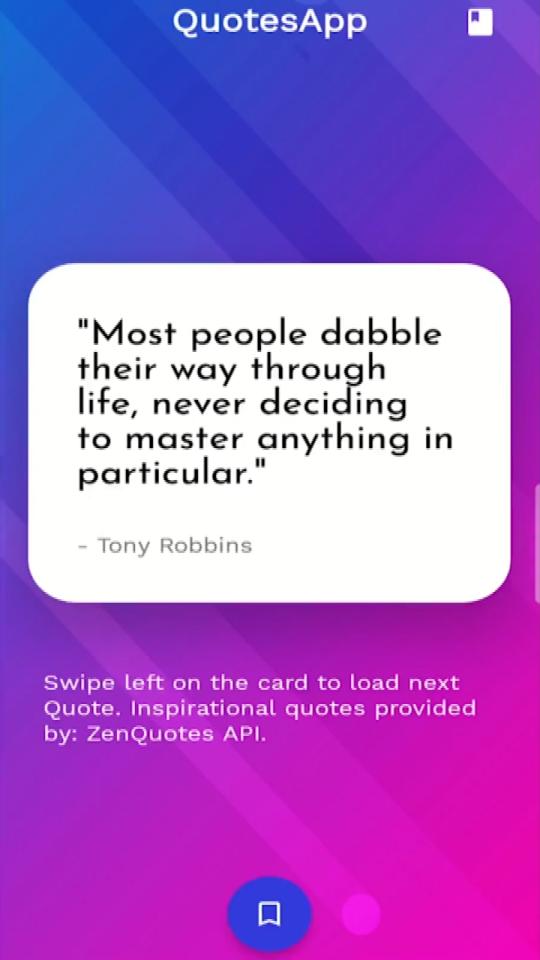 QuotesApp
"Most people dabble
their way through
life, never deciding
to master anything in
particular."
- Tony Robbins
Swipe left on the card to load next
Quote. Inspirational quotes provided
by: ZenQuotes API.